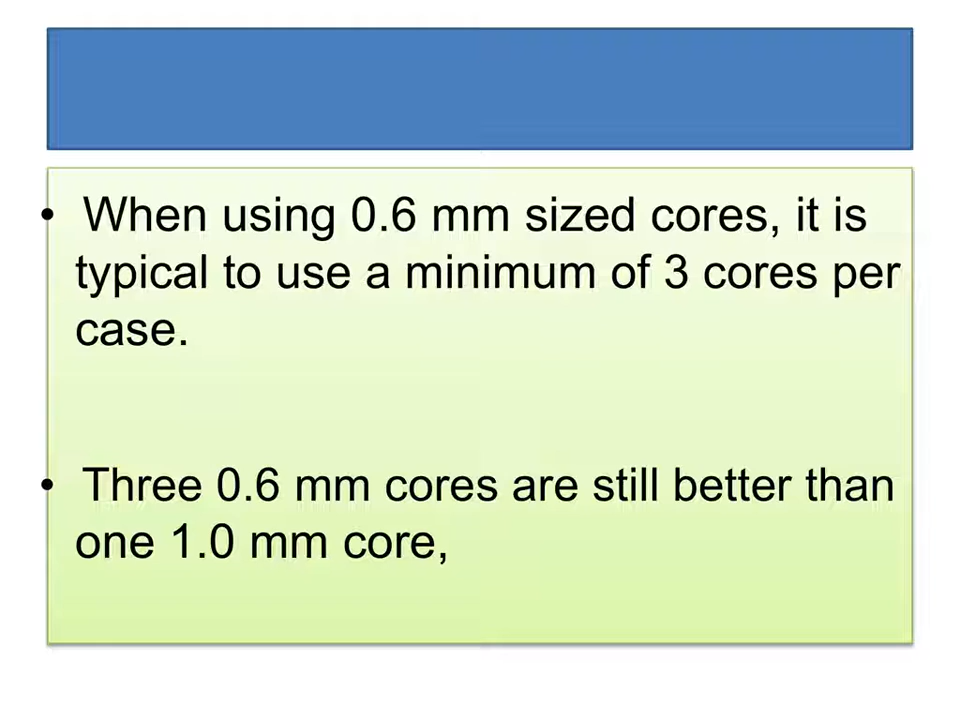 • When using 0.6 mm sized cores, it is
typical to use a minimum of 3 cores per
case.
• Three 0.6 mm cores are still better than
one 1.0 mm core,